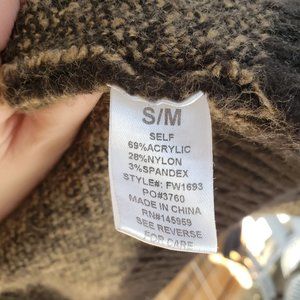 S/M
SELF
69%ACRYLIC
28%NYLON
3%SPANDEX
STYLE#: FW1693
PO#3760
MADE IN CHINA
RN#145959
SEE REVERSE
FOR CARE